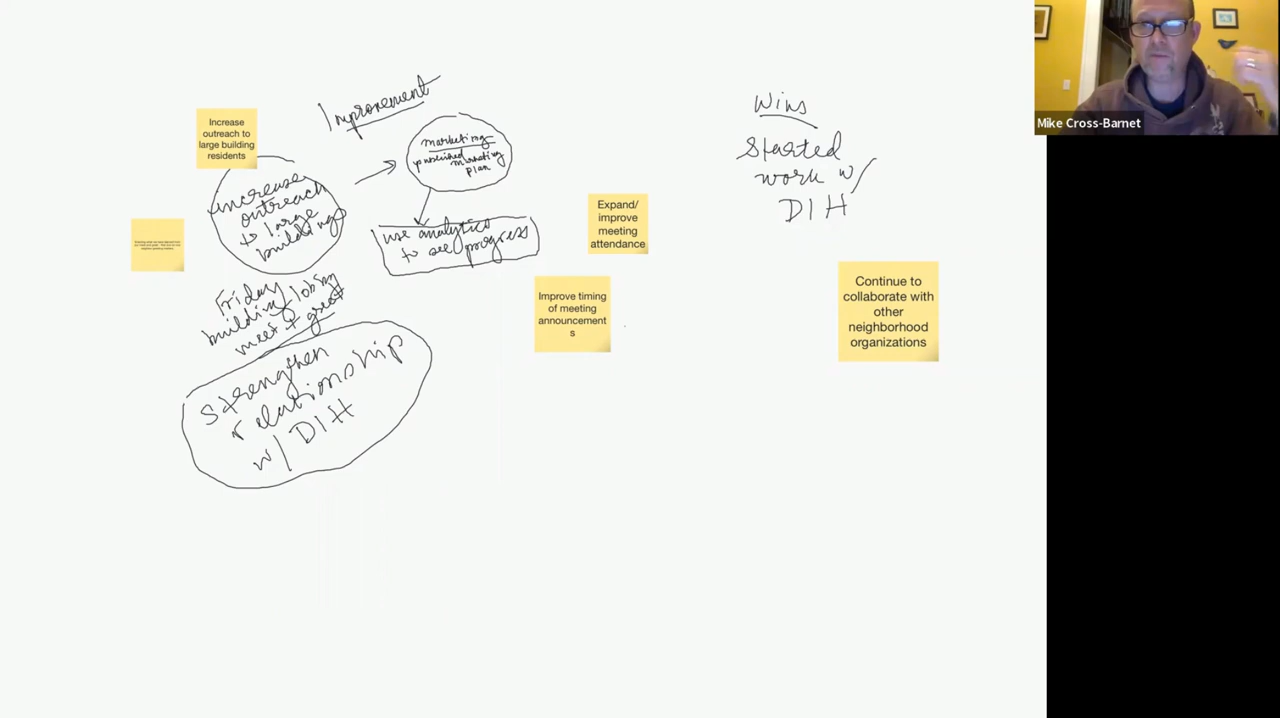 Improvement
Increase
outreach to
large building
residents
increase
outreach
to large
buildings
marketing
published marketing
plan
use analytics
to see progress
Friday
building lobby
meet + great
strengthen
relationship
w/ DIH
Expand/
improve
meeting
attendance
Improve timing
of meeting
announcement
s
Wins
started
work w/
DIH
Continue to
collaborate with
other
neighborhood
organizations
Mike Cross-Barnet